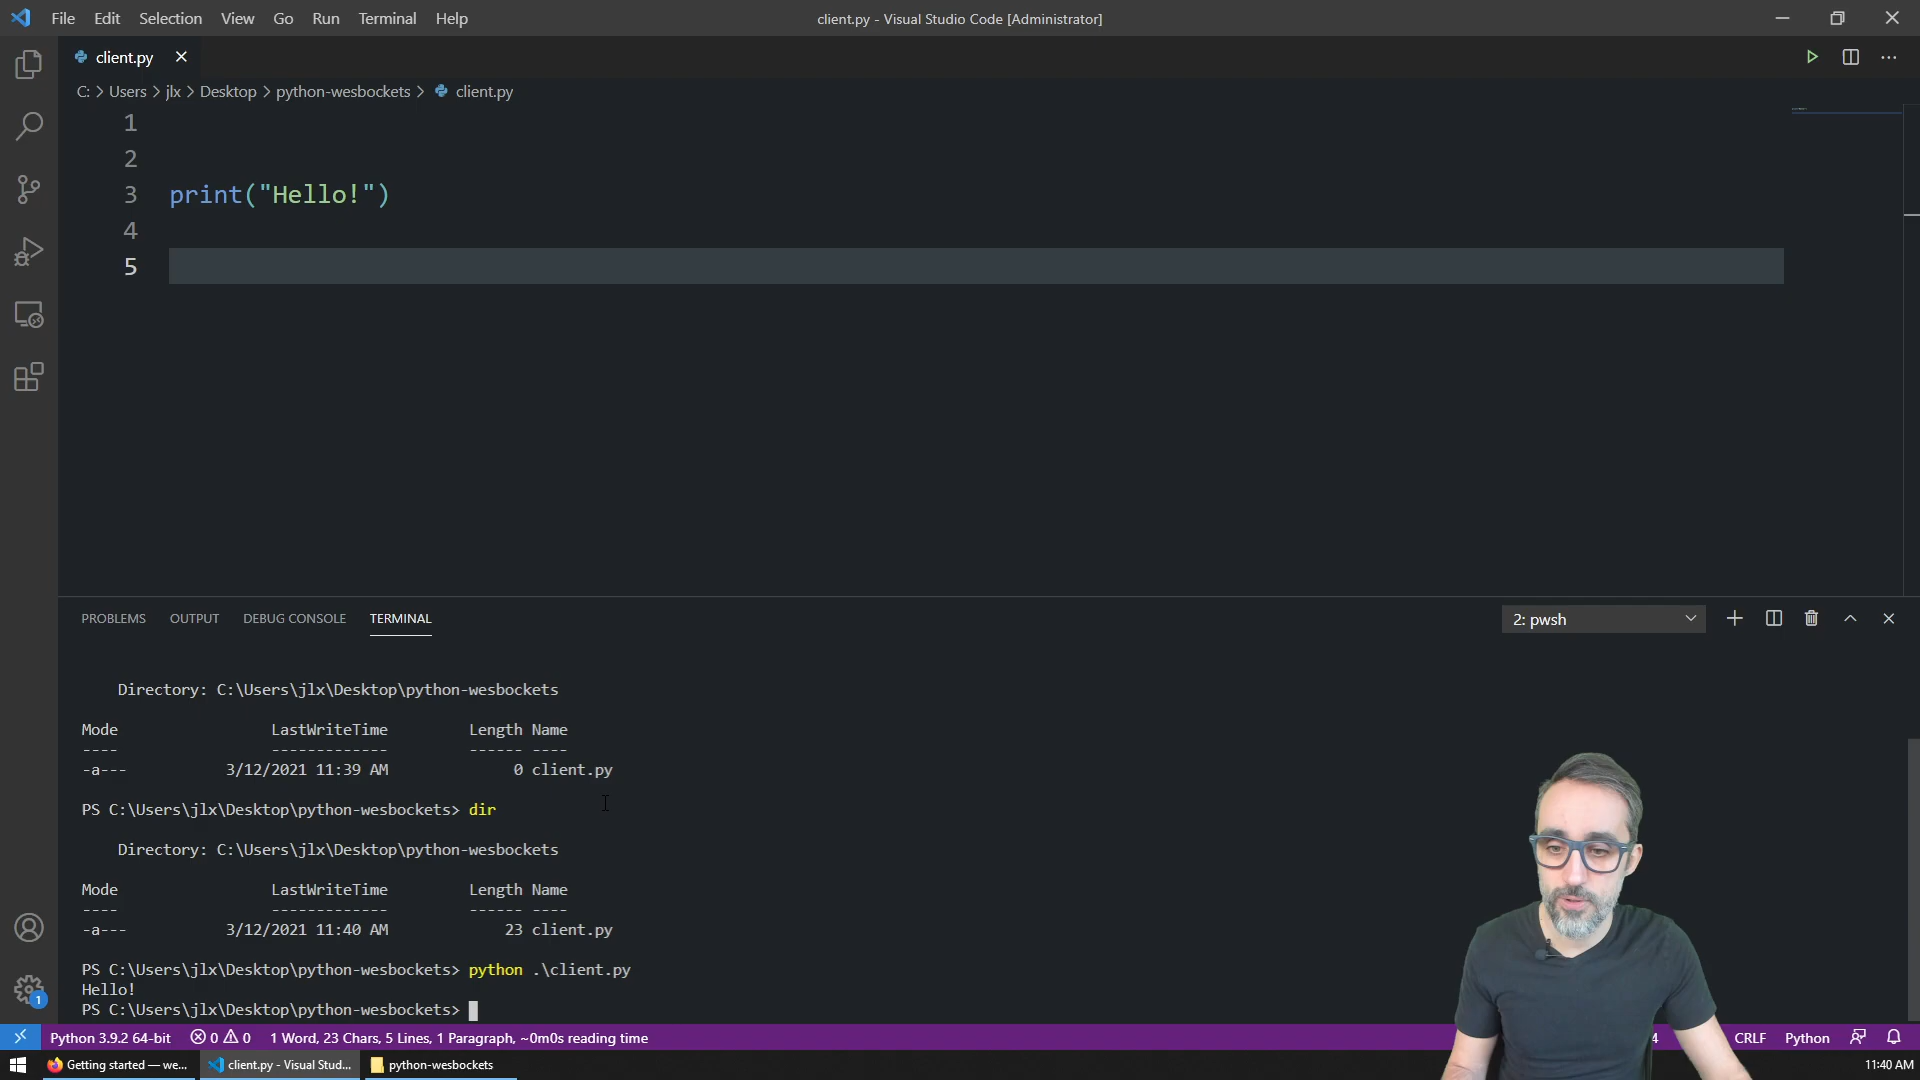 File Edit Selection View Go Run Terminal Help
client.py - Visual Studio Code [Administrator]
client.py
C: > Users > jlx > Desktop > python-wesbockets > client.py
1
2
3 print("Hello!")
4
5
PROBLEMS OUTPUT DEBUG CONSOLE TERMINAL
2: pwsh
Directory: C:\Users\jlx\Desktop\python-wesbockets
Mode LastWriteTime Length Name
---- ------------- ------ ----
-a--- 3/12/2021 11:39 AM 0 client.py
PS C:\Users\jlx\Desktop\python-wesbockets> dir
Directory: C:\Users\jlx\Desktop\python-wesbockets
Mode LastWriteTime Length Name
---- ------------- ------ ----
-a--- 3/12/2021 11:40 AM 23 client.py
PS C:\Users\jlx\Desktop\python-wesbockets> python .\client.py
Hello!
PS C:\Users\jlx\Desktop\python-wesbockets>
1
Python 3.9.2 64-bit 0 0 1 Word, 23 Chars, 5 Lines, 1 Paragraph, ~0m0s reading time 4 CRLF Python
Getting started — we... client.py - Visual Stud... python-wesbockets 11:40 AM